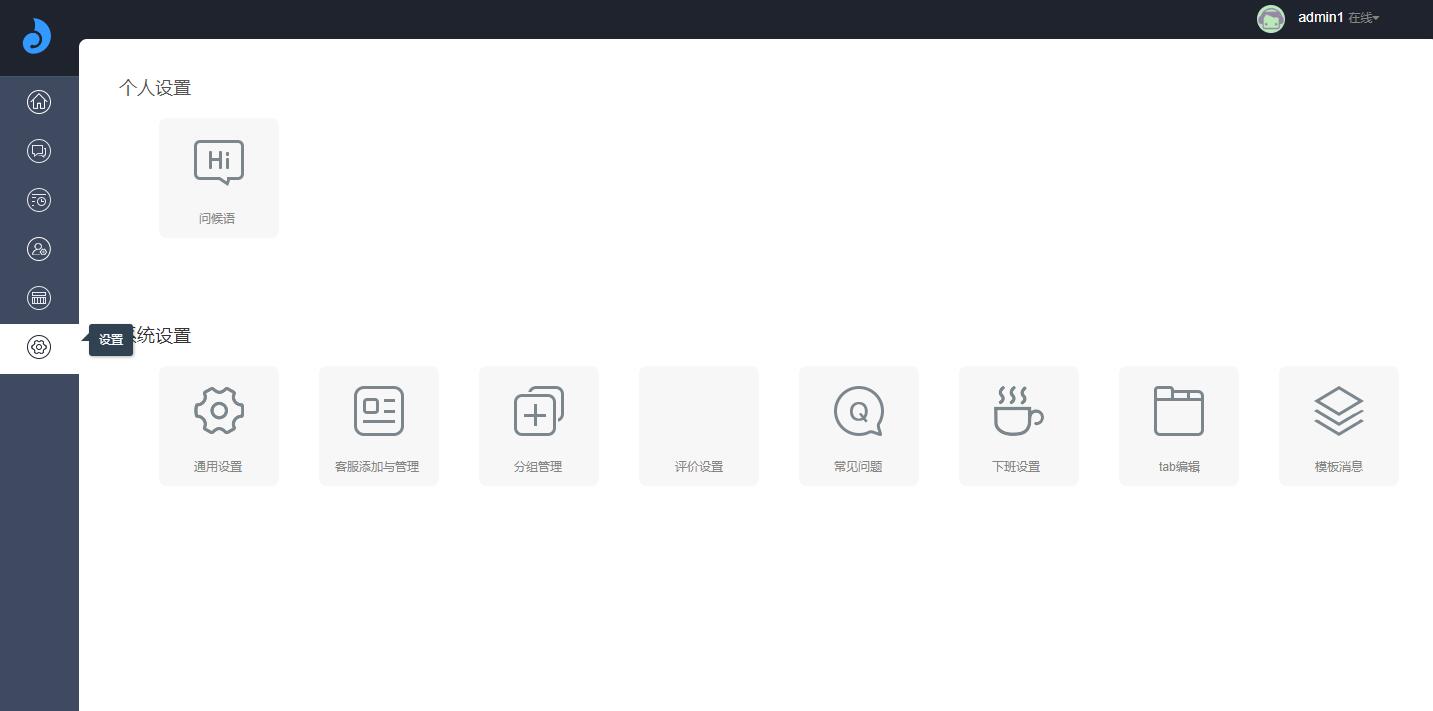 admin1 在线
个人设置
Hi
问候语
设置
系统设置
通用设置
客服添加与管理
分组管理
评价设置
Q
常见问题
下班设置
tab编辑
模板消息